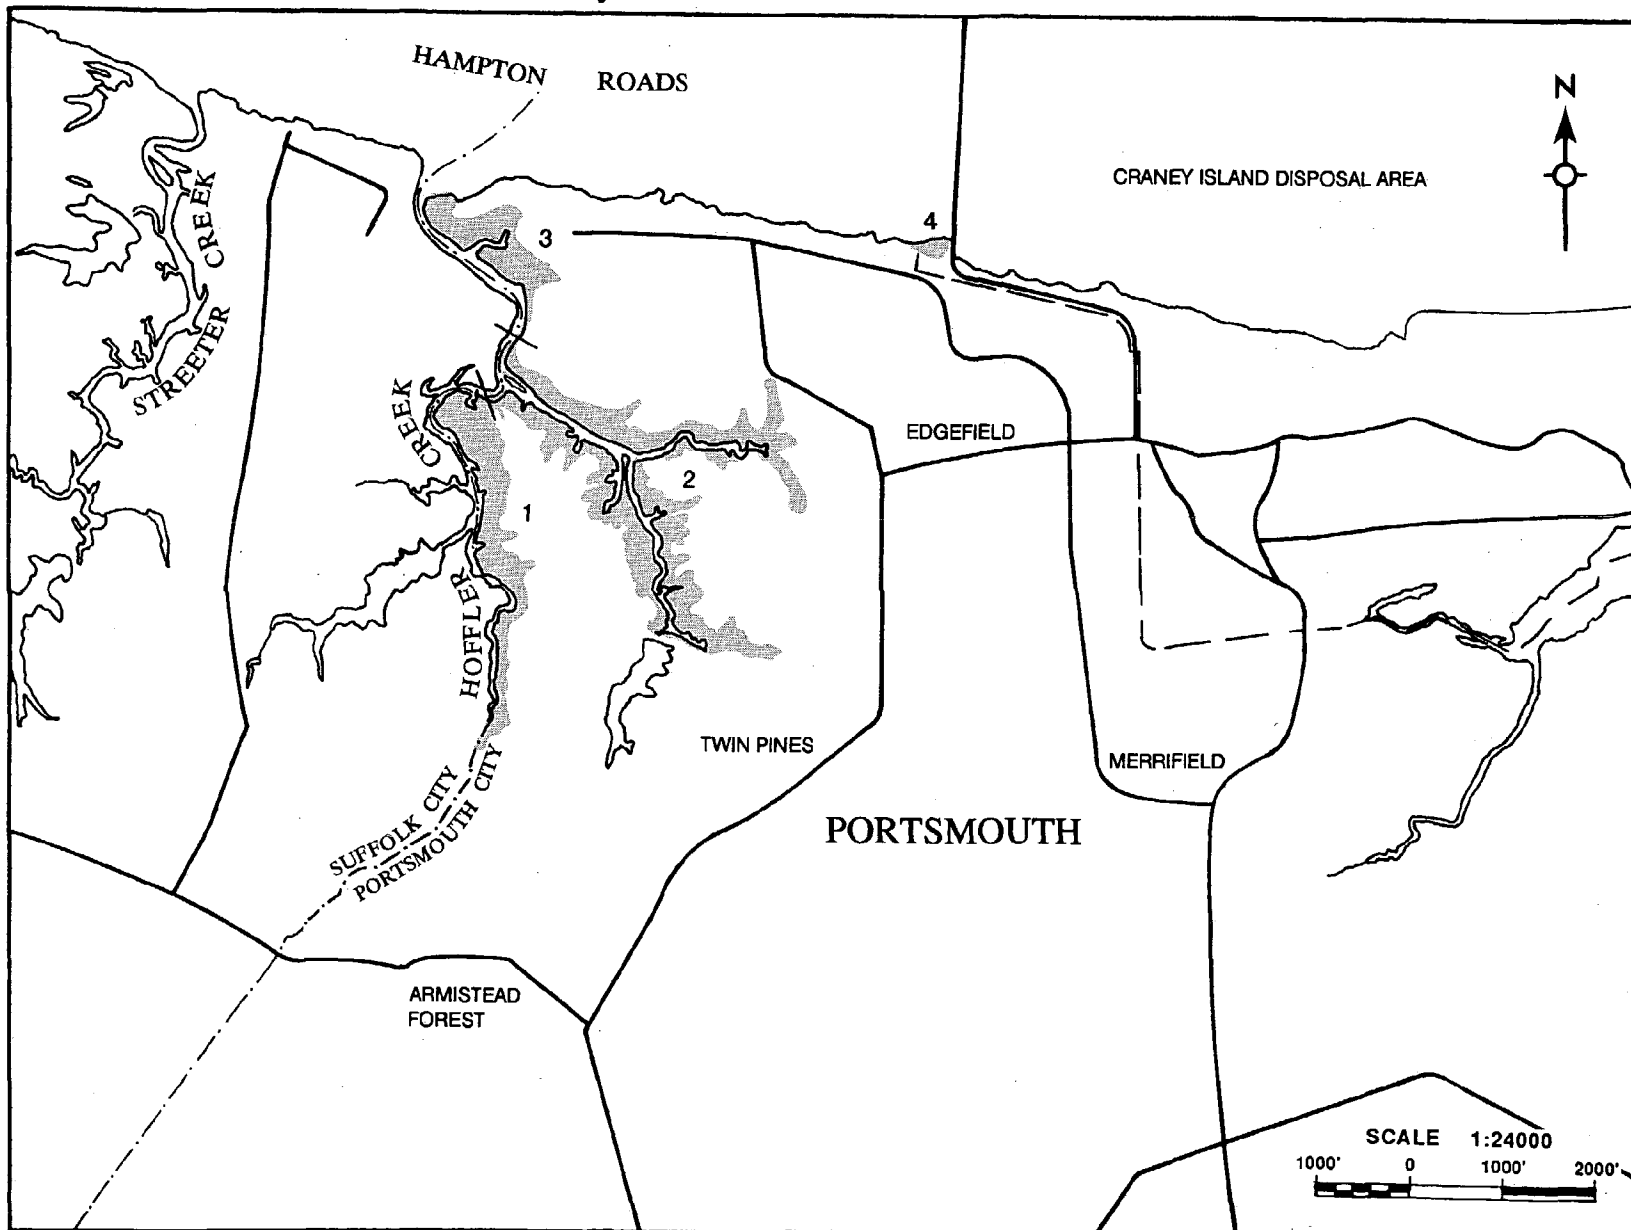 HAMPTON ROADS
N
CRANEY ISLAND DISPOSAL AREA
STREETER CREEK
3
4
HOFFLER CREEK
EDGEFIELD
2
1
TWIN PINES
MERRIFIELD
SUFFOLK CITY
PORTSMOUTH CITY
PORTSMOUTH
ARMISTEAD
FOREST
SCALE 1:24000
1000' 0 1000' 2000'